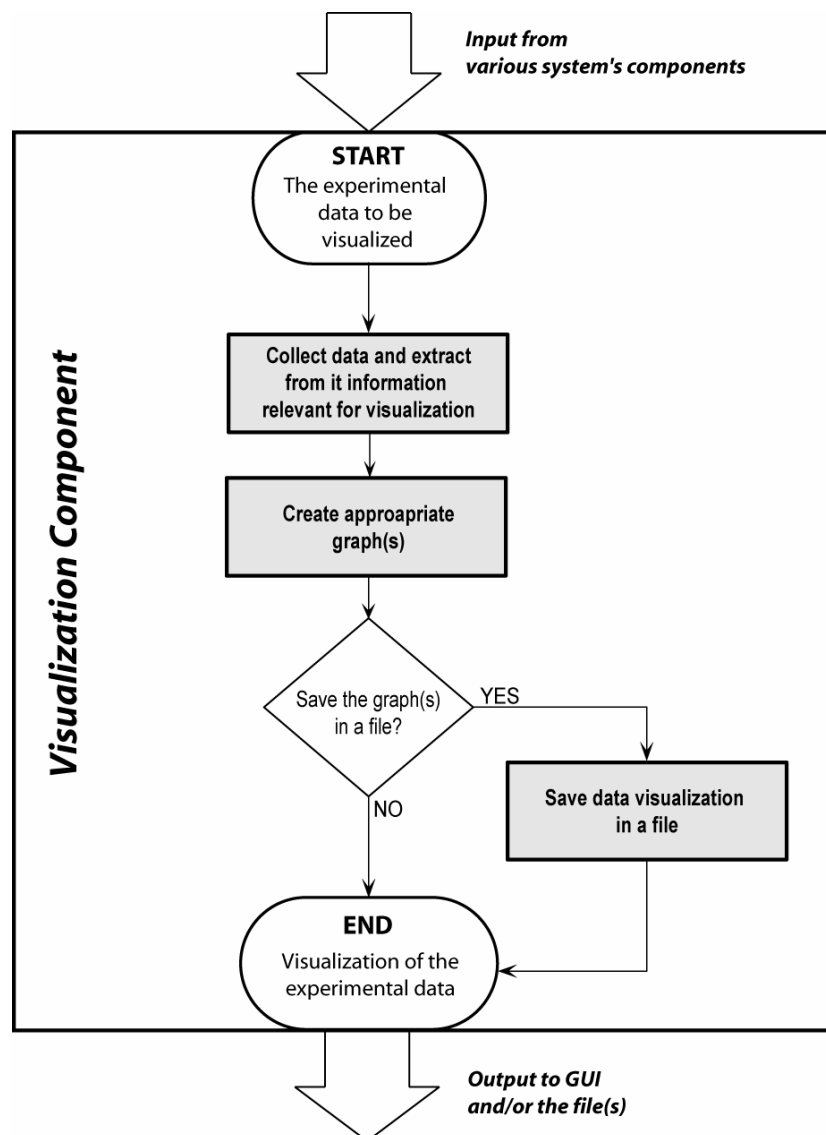 Input from
various system's components
START
The experimental
data to be
visualized
Collect data and extract
from it information
relevant for visualization
Create approapriate
graph(s)
Save the graph(s)
in a file?
YES
NO
Save data visualization
in a file
END
Visualization of the
experimental data
Visualization Component
Output to GUI
and/or the file(s)